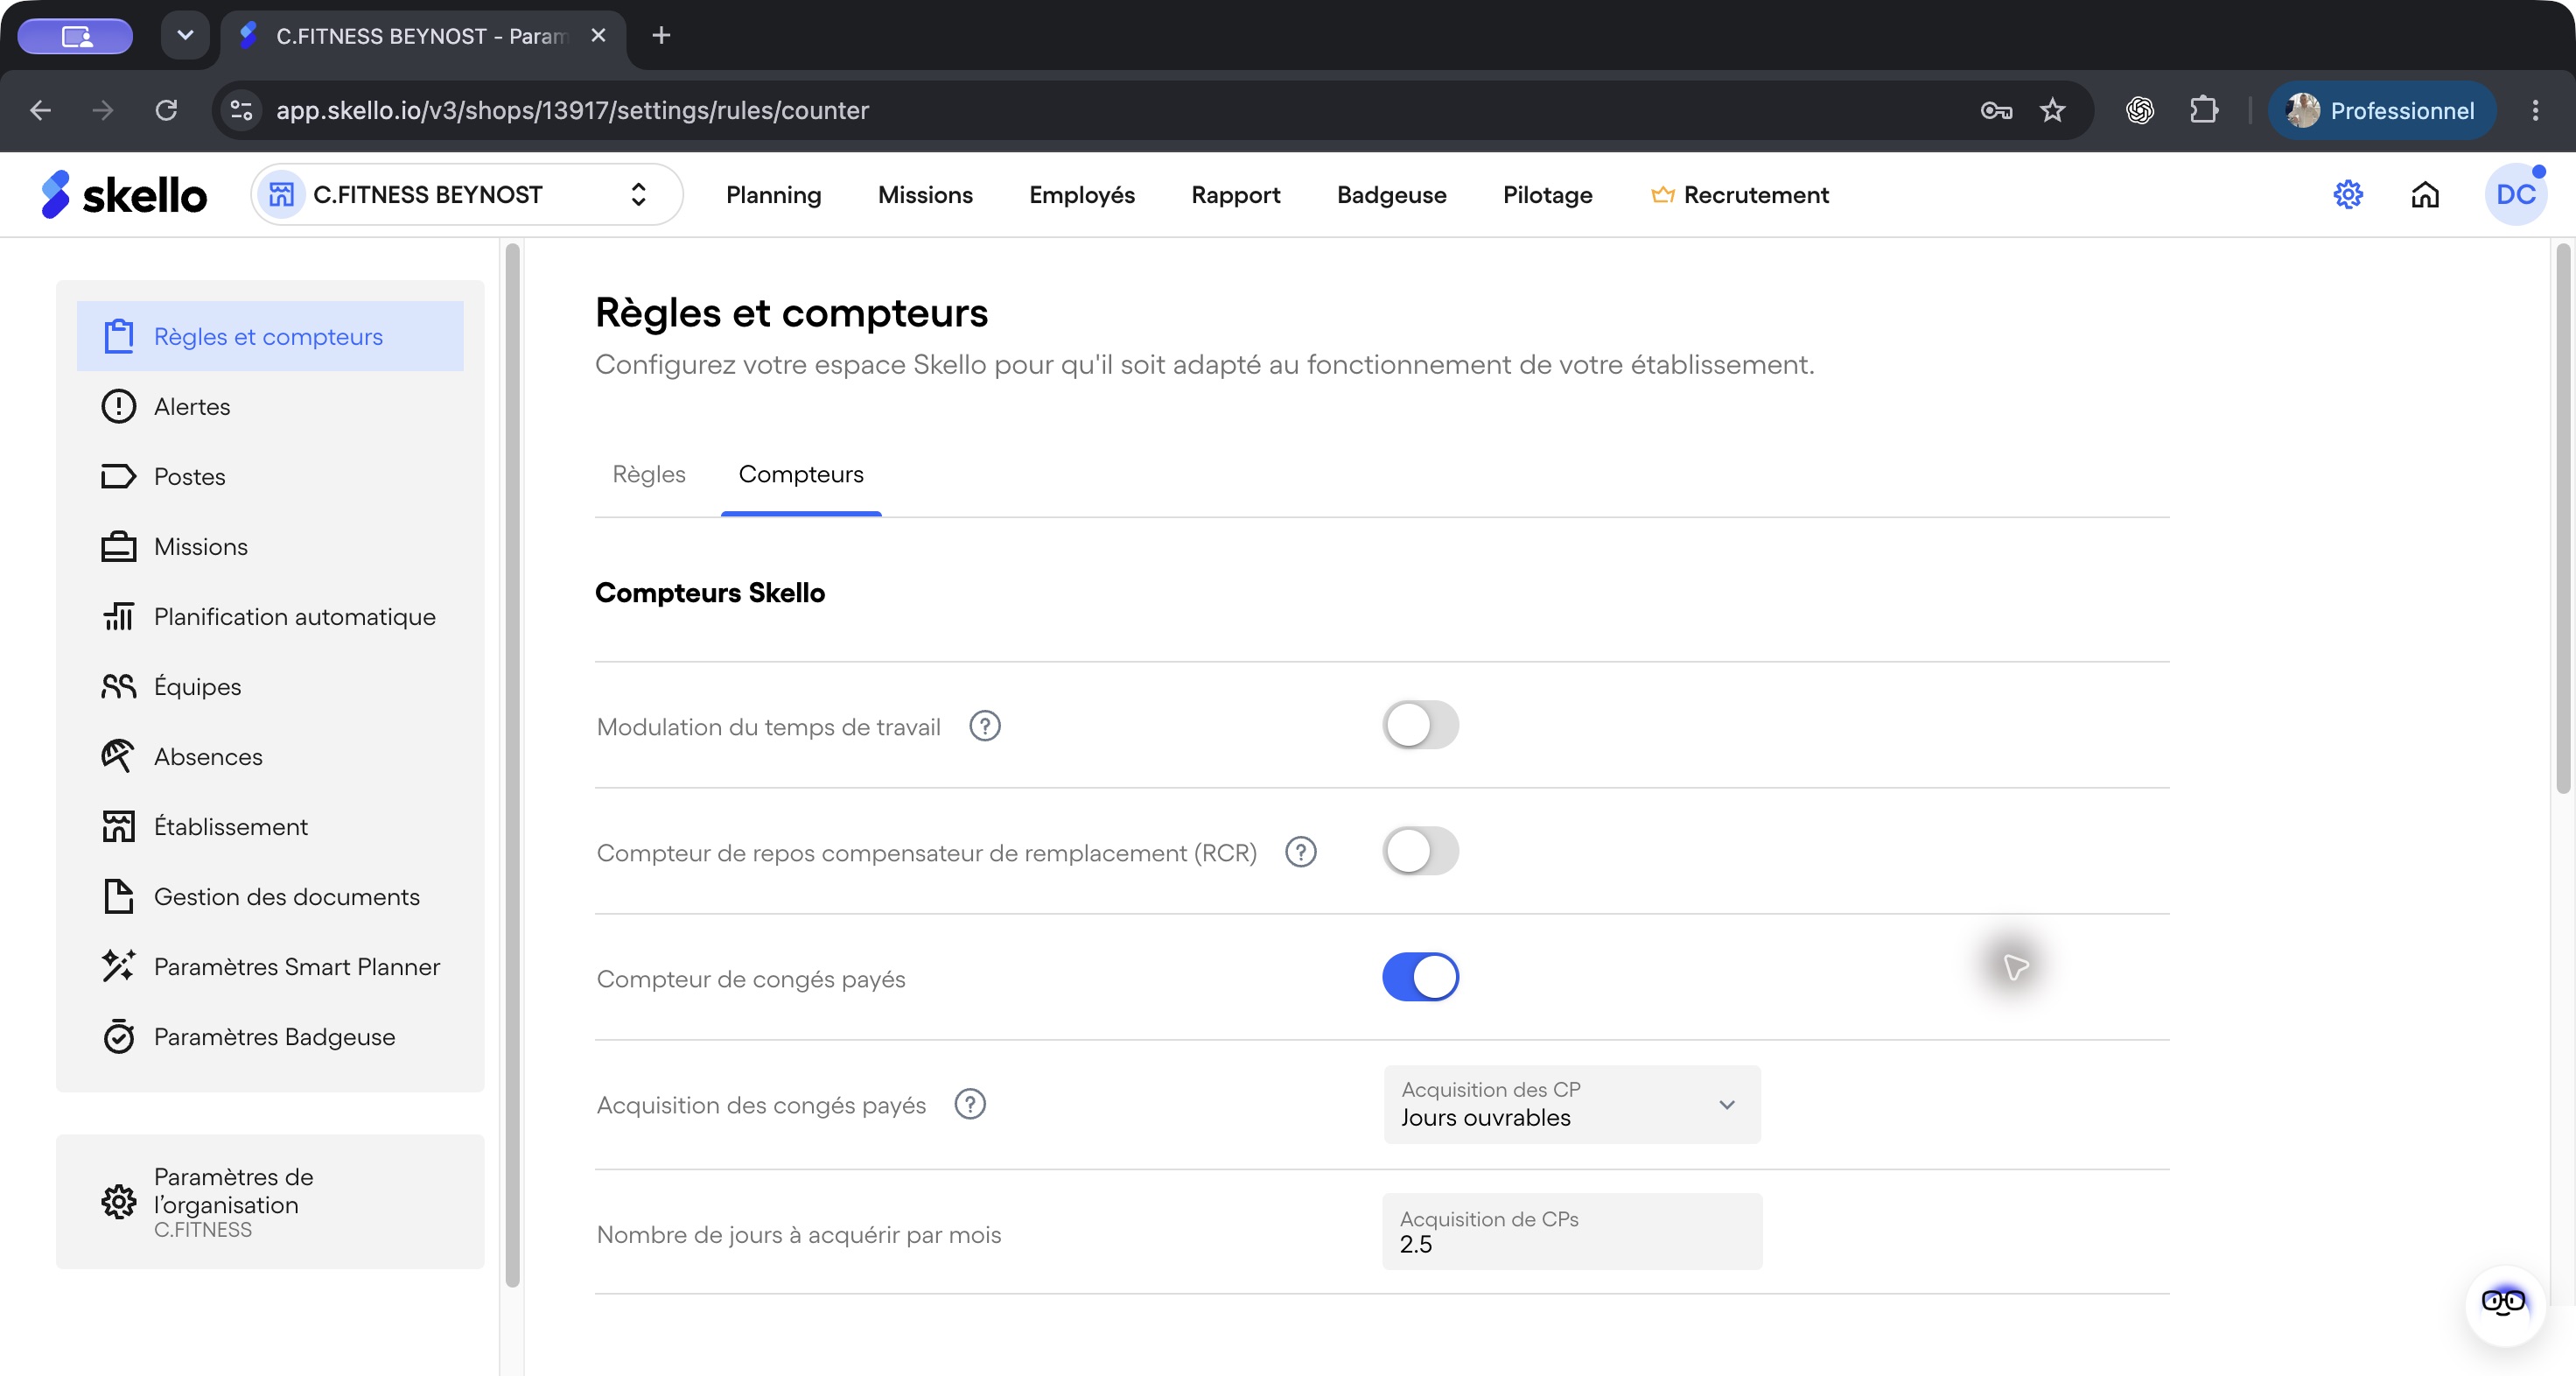 C.FITNESS BEYNOST - Param
app.skello.io/v3/shops/13917/settings/rules/counter
Professionnel
skello
C.FITNESS BEYNOST
Planning
Missions
Employés
Rapport
Badgeuse
Pilotage
Recrutement
DC
Règles et compteurs
Alertes
Postes
Missions
Planification automatique
Équipes
Absences
Établissement
Gestion des documents
Paramètres Smart Planner
Paramètres Badgeuse
Paramètres de
l'organisation
C.FITNESS
Règles et compteurs
Configurez votre espace Skello pour qu'il soit adapté au fonctionnement de votre établissement.
Règles
Compteurs
Compteurs Skello
Modulation du temps de travail ?
Compteur de repos compensateur de remplacement (RCR) ?
Compteur de congés payés
Acquisition des congés payés ?
Acquisition des CP
Jours ouvrables
Nombre de jours à acquérir par mois
Acquisition de CPs
2.5